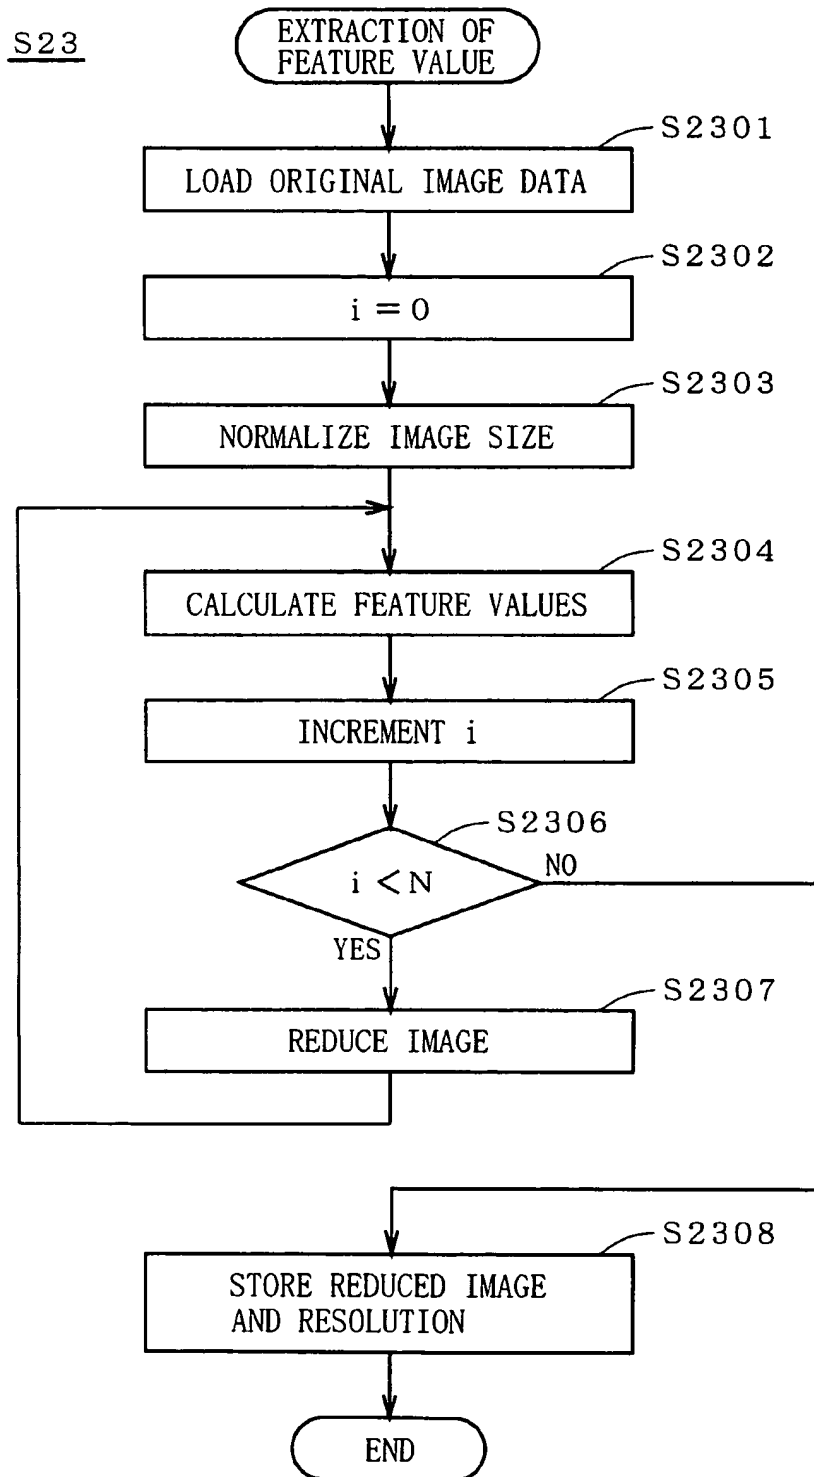 S23
EXTRACTION OF
FEATURE VALUE
S2301
LOAD ORIGINAL IMAGE DATA
S2302
i = 0
S2303
NORMALIZE IMAGE SIZE
S2304
CALCULATE FEATURE VALUES
S2305
INCREMENT i
S2306
i < N
NO
YES
S2307
REDUCE IMAGE
S2308
STORE REDUCED IMAGE
AND RESOLUTION
END